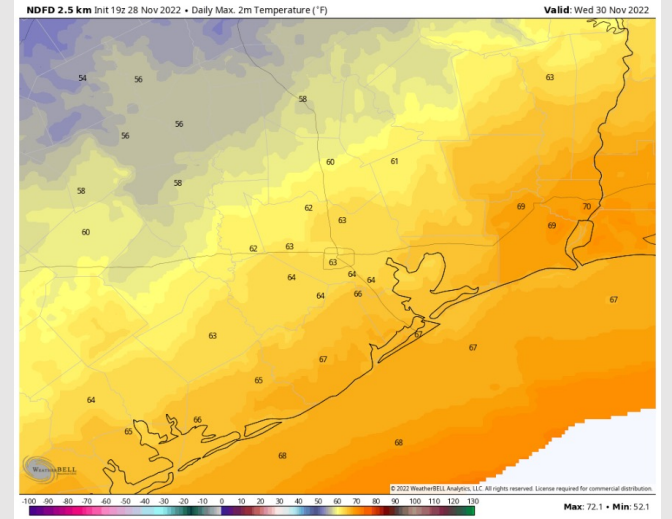 NDFD 2.5 km Init 19z 28 Nov 2022 • Daily Max. 2m Temperature (°F) Valid: Wed 30 Nov 2022
54 56 63
58
56
56
60 61
58 58
62 69 70
63 69
60
62 63
63
64 64 64
64 66 67
63 67 67
67
65
64
66
65
68 68
WeatherBELL
© 2022 WeatherBELL Analytics, LLC. All rights reserved. License required for commercial distribution.
-100 -90 -80 -70 -60 -50 -40 -30 -20 -10 0 10 20 30 40 50 60 70 80 90 100 110 120 130
Max: 72.1 • Min: 52.1